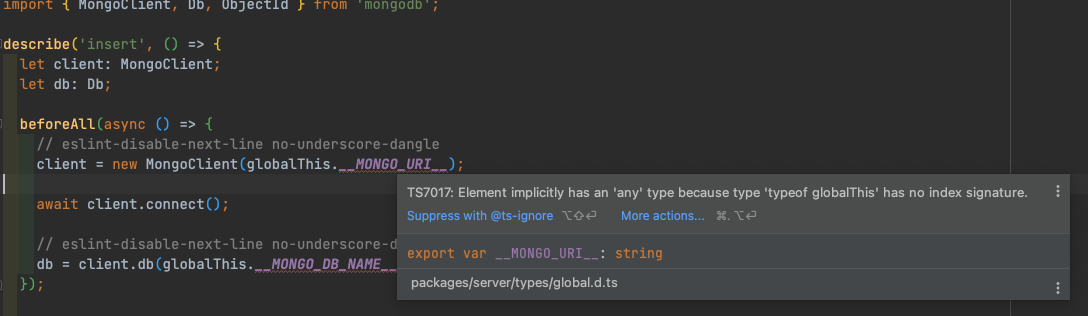 import { MongoClient, Db, ObjectId } from 'mongodb';
describe('insert', () => {
let client: MongoClient;
let db: Db;
beforeAll(async () => {
// eslint-disable-next-line no-underscore-dangle
client = new MongoClient(globalThis.__MONGO_URI__);
TS7017: Element implicitly has an 'any' type because type 'typeof globalThis' has no index signature.
Suppress with @ts-ignore ⌥⇧⏎ More actions... ⌘. ⌥⏎
await client.connect();
export var __MONGO_URI__: string
// eslint-disable-next-line no-underscore-d
db = client.db(globalThis.__MONGO_DB_NAME__
packages/server/types/global.d.ts
});